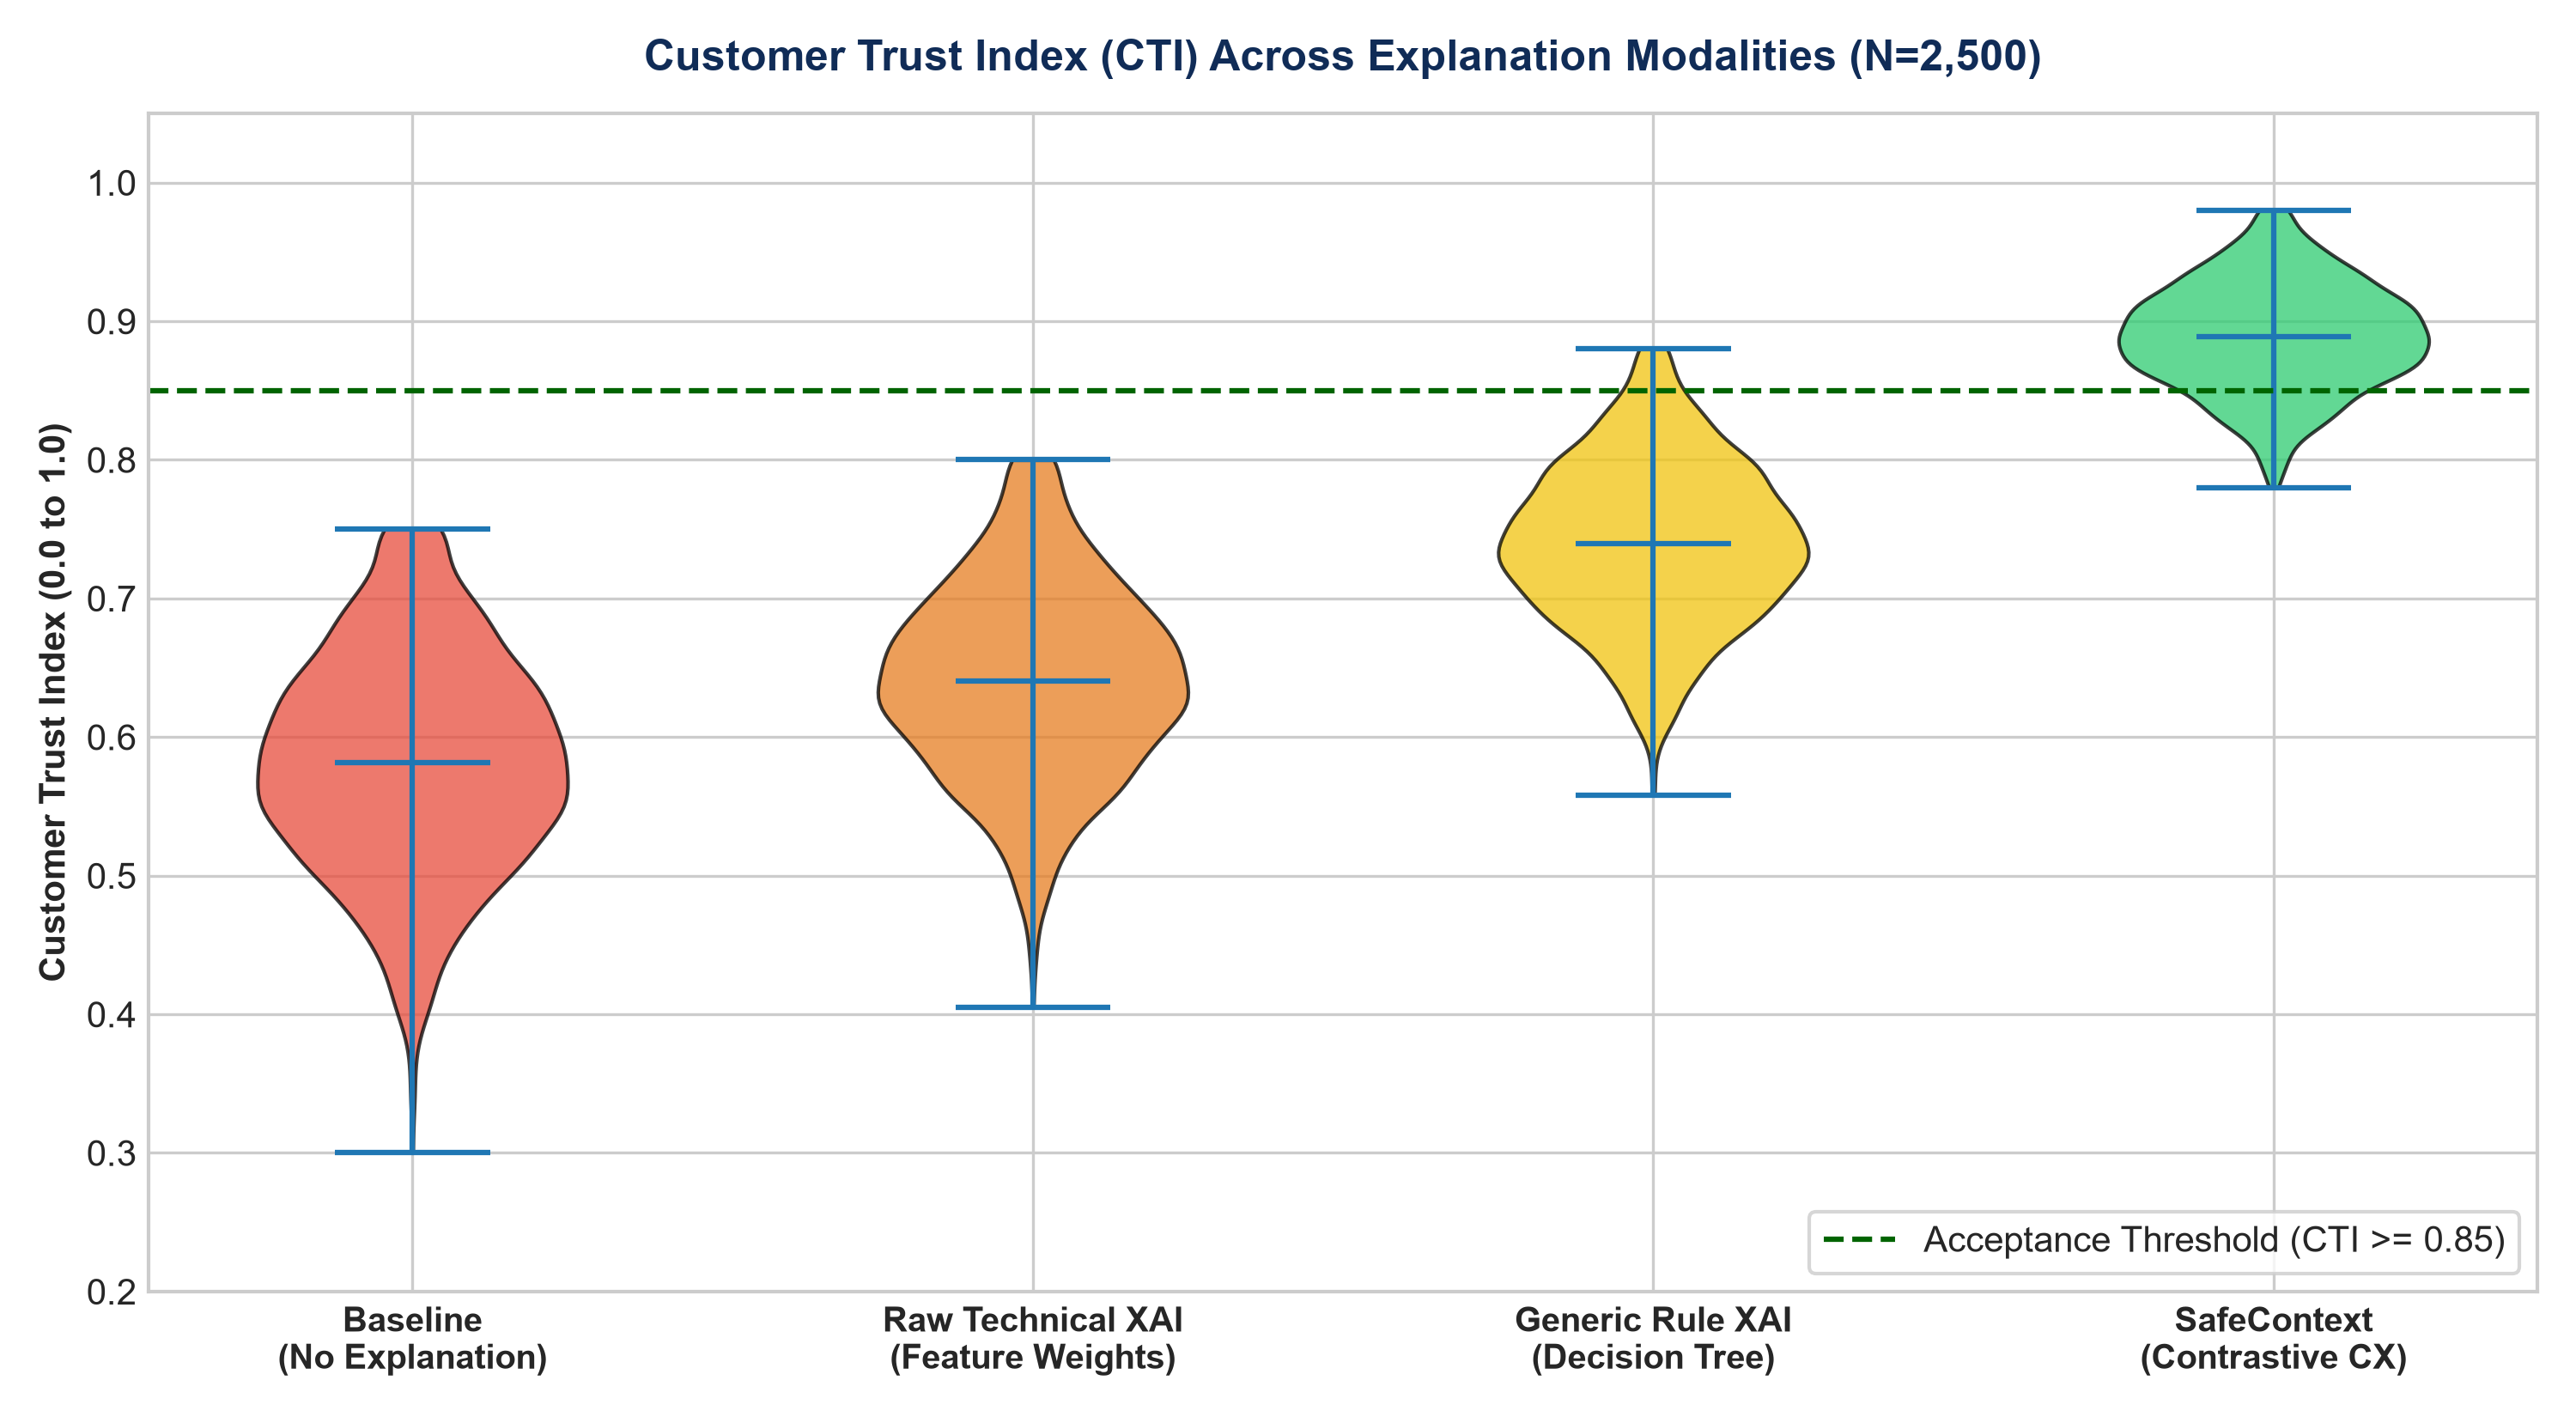 Customer Trust Index (CTI) Across Explanation Modalities (N=2,500)
Customer Trust Index (0.0 to 1.0)
1.0
0.9
0.8
0.7
0.6
0.5
0.4
0.3
0.2
Acceptance Threshold (CTI >= 0.85)
Baseline
(No Explanation)
Raw Technical XAI
(Feature Weights)
Generic Rule XAI
(Decision Tree)
SafeContext
(Contrastive CX)